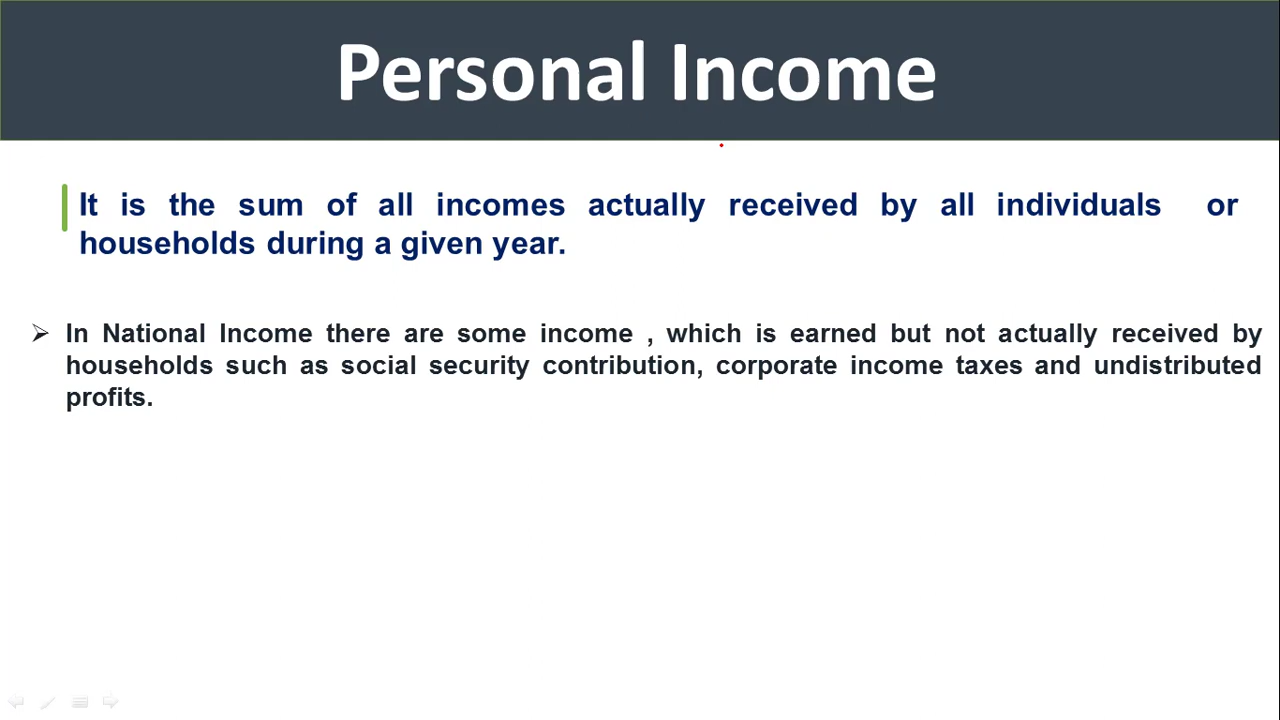 Personal Income
It is the sum of all incomes actually received by all individuals or
households during a given year.
➢ In National Income there are some income , which is earned but not actually received by
households such as social security contribution, corporate income taxes and undistributed
profits.